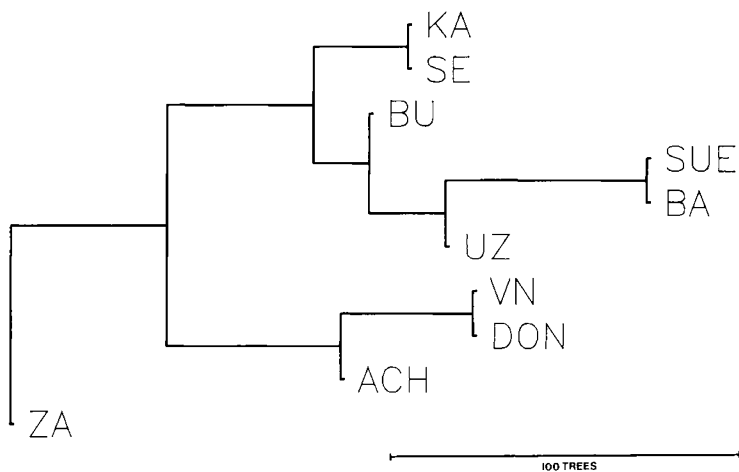 KA
SE
BU
SUE
BA
UZ
VN
DON
ACH
ZA
100 TREES